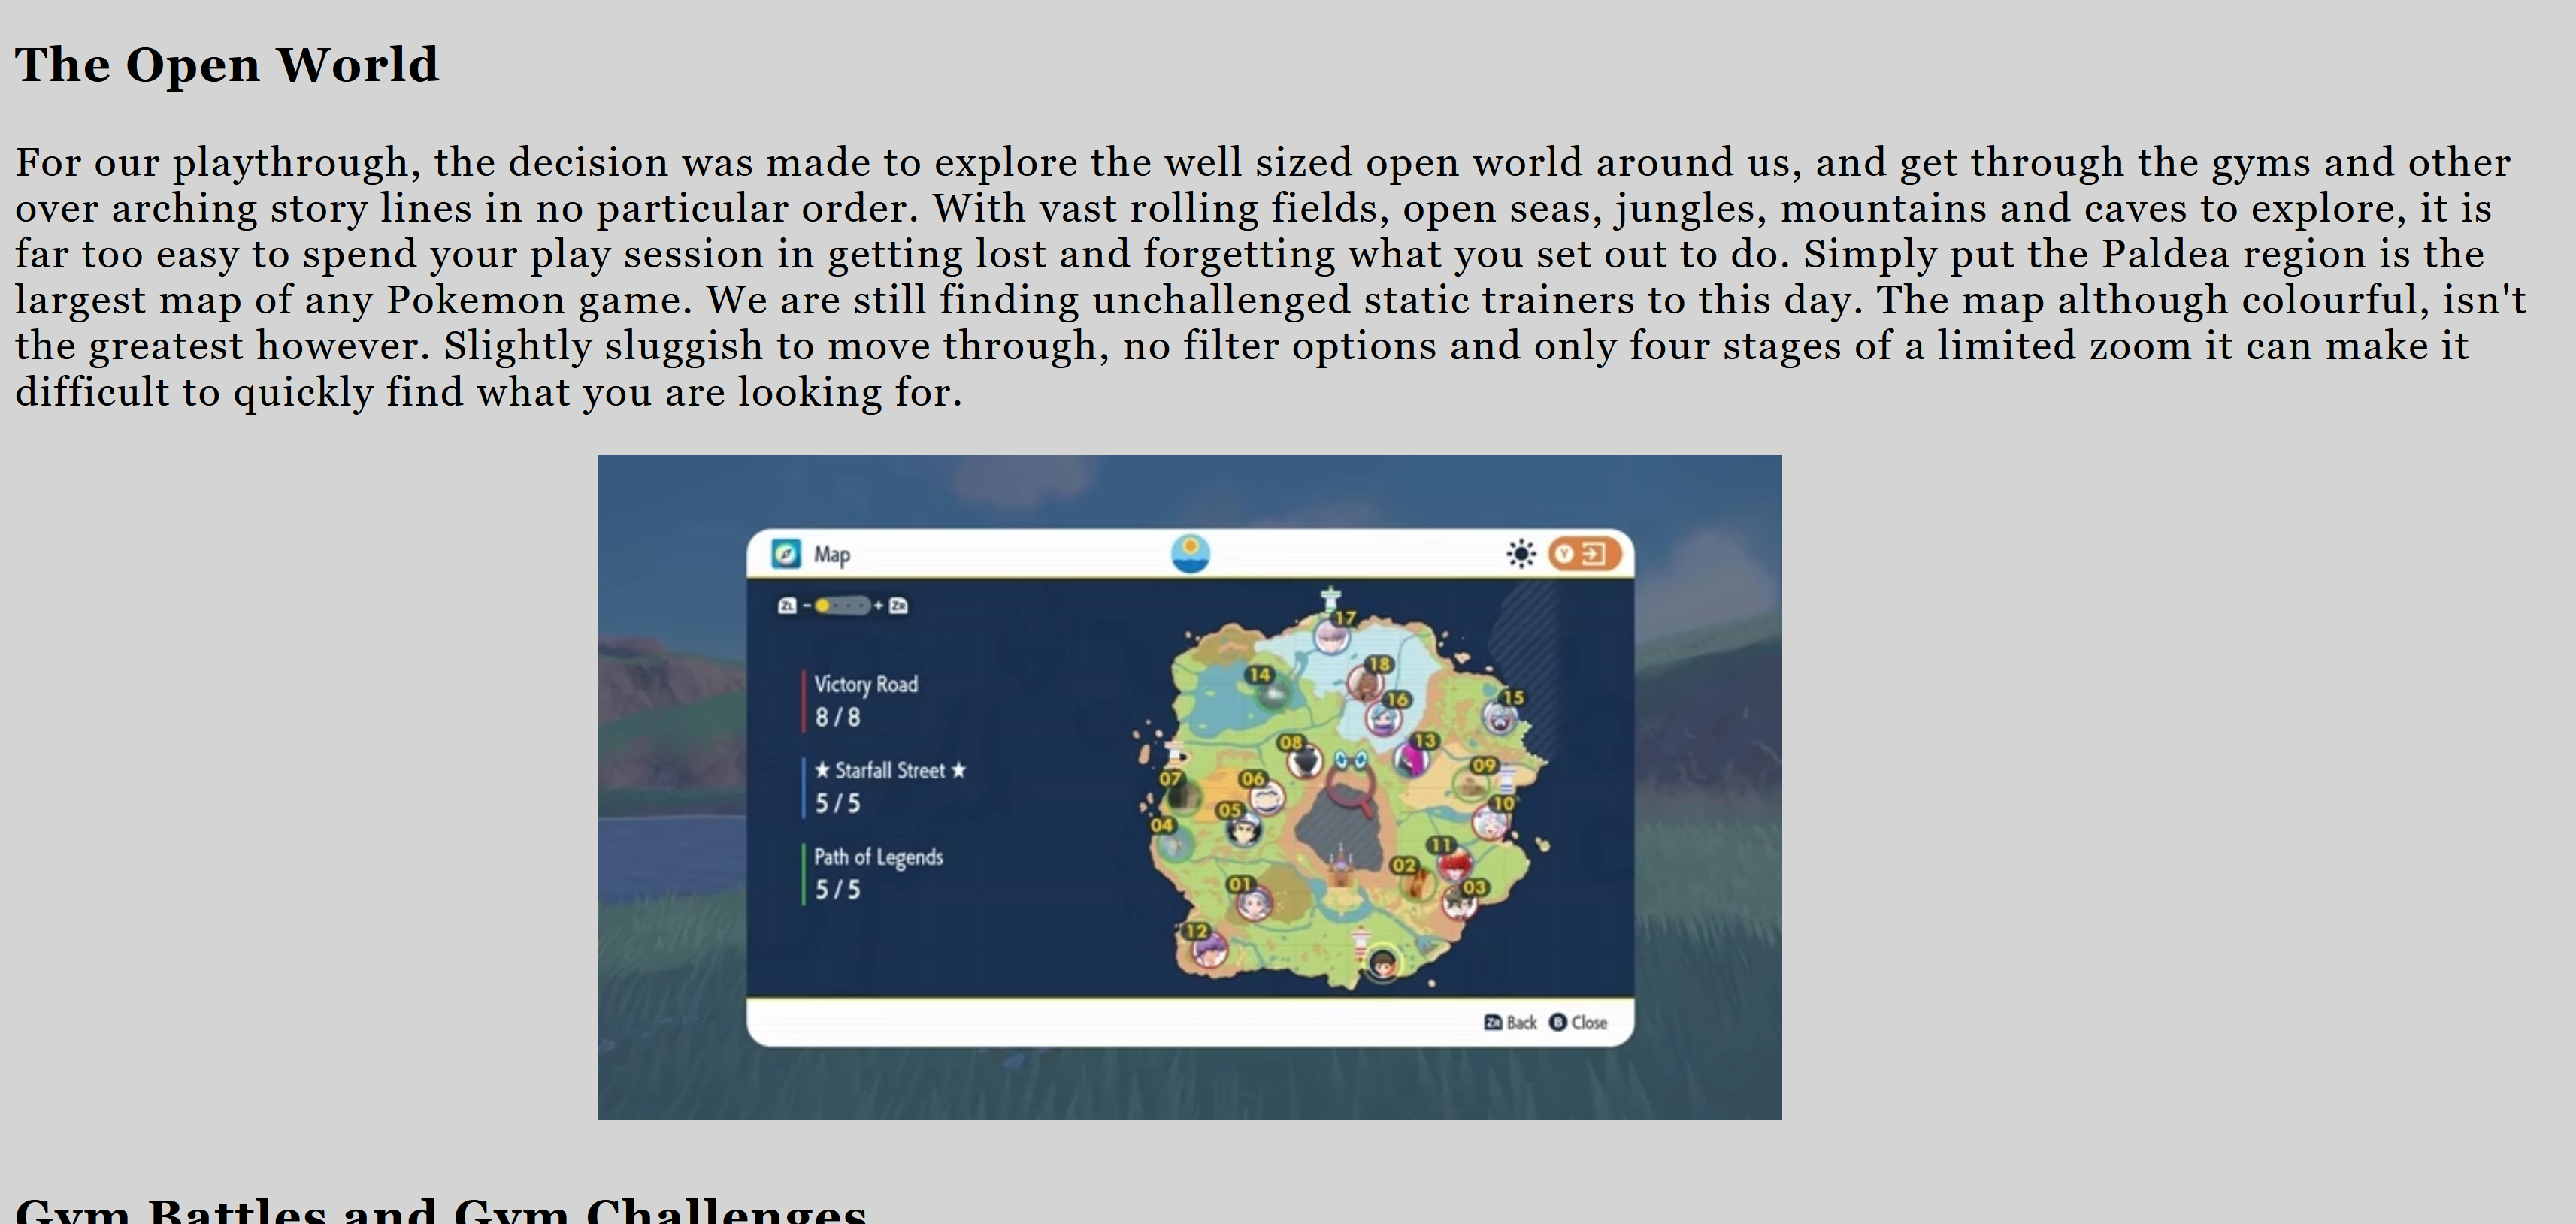 The Open World
For our playthrough, the decision was made to explore the well sized open world around us, and get through the gyms and other
over arching story lines in no particular order. With vast rolling fields, open seas, jungles, mountains and caves to explore, it is
far too easy to spend your play session in getting lost and forgetting what you set out to do. Simply put the Paldea region is the
largest map of any Pokemon game. We are still finding unchallenged static trainers to this day. The map although colourful, isn't
the greatest however. Slightly sluggish to move through, no filter options and only four stages of a limited zoom it can make it
difficult to quickly find what you are looking for.
Map
Y
ZL - + ZR
Victory Road
8 / 8
★ Starfall Street ★
5 / 5
Path of Legends
5 / 5
17
18
14
16
15
08
13
09
07
06
05
10
04
11
02
01
03
12
ZR Back B Close
Gym Battles and Gym Challenges